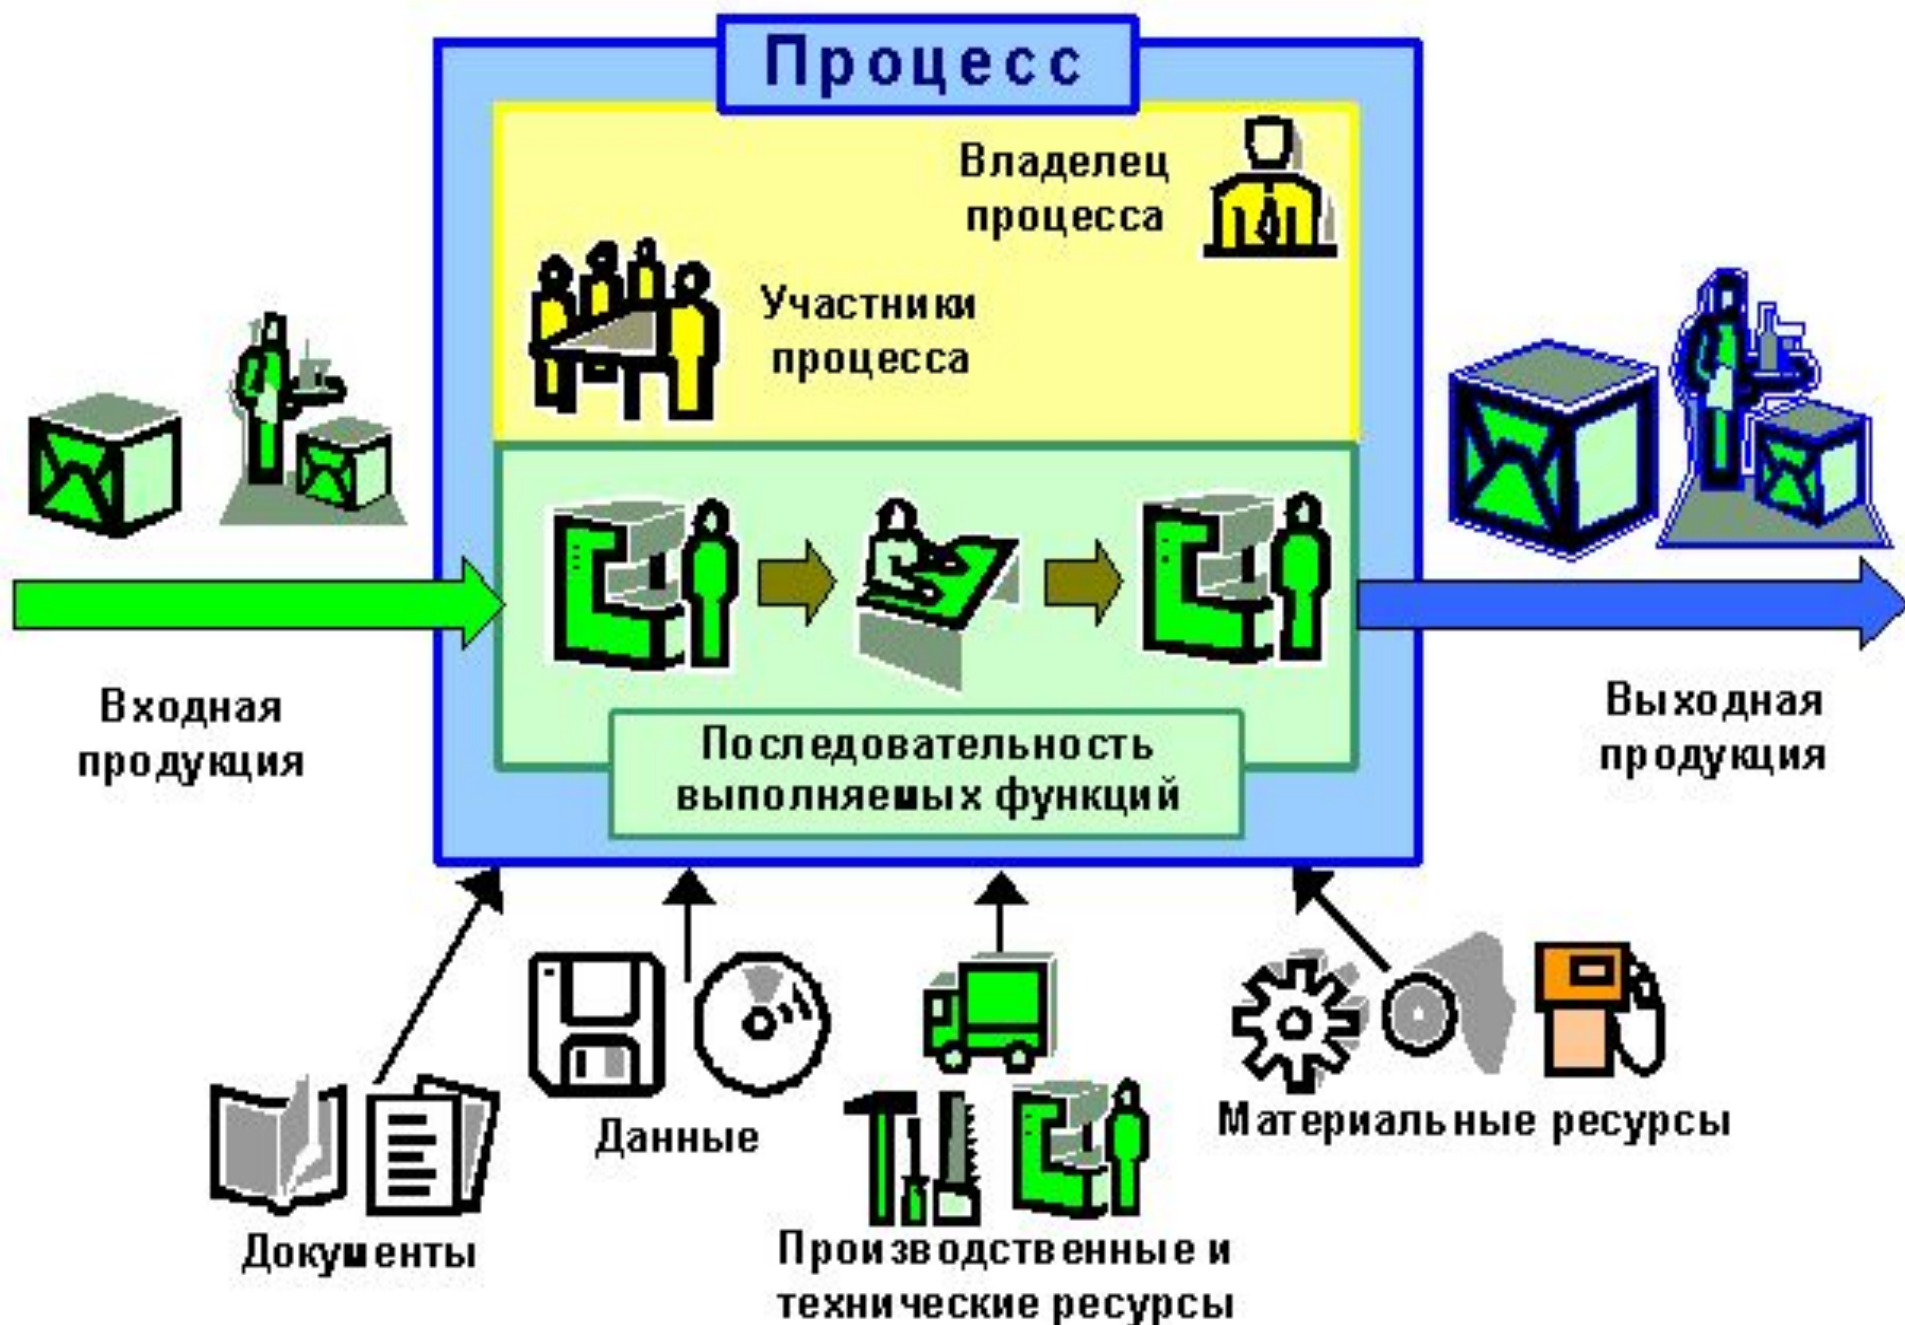 Процесс
Владелец
процесса
Участники
процесса
Входная
продукция
Последовательность
выполняемых функций
Выходная
продукция
Документы
Данные
Производственные и
технические ресурсы
Материальные ресурсы